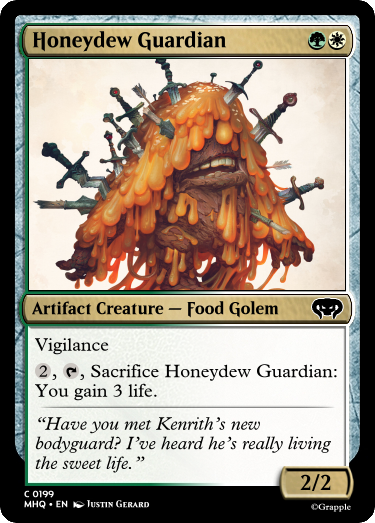 Honeydew Guardian
Artifact Creature — Food Golem
Vigilance
2, T, Sacrifice Honeydew Guardian:
You gain 3 life.
“Have you met Kenrith’s new
bodyguard? I’ve heard he’s really living
the sweet life.”
2/2
C 0199
MHQ • EN Justin Gerard
©Grapple